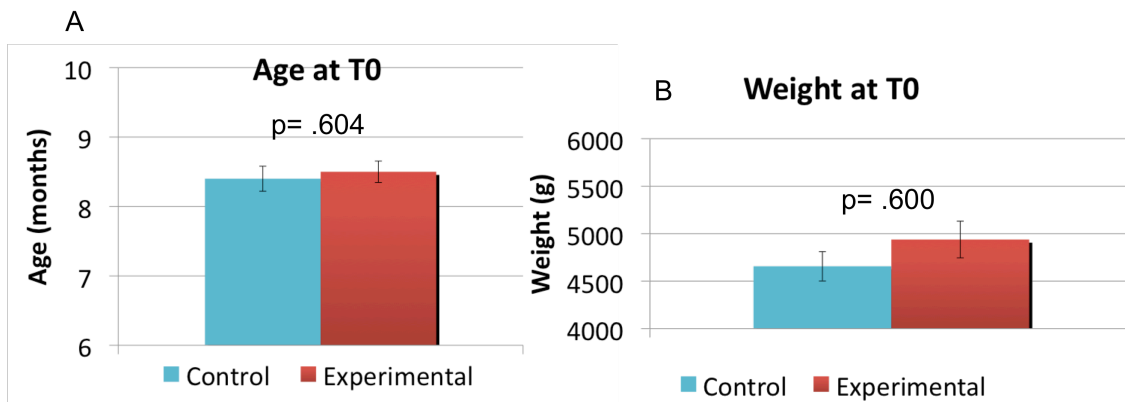 A
Age at T0
p= .604
Age (months)
10
9
8
7
6
Control
Experimental
B
Weight at T0
p= .600
Weight (g)
6000
5500
5000
4500
4000
Control
Experimental